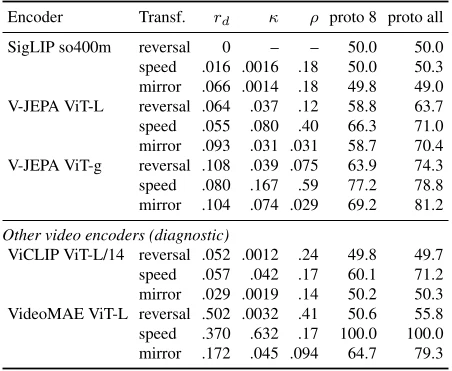 Encoder Transf. r_d κ ρ proto 8 proto all
SigLIP so400m reversal 0 – – 50.0 50.0
speed .016 .0016 .18 50.0 50.3
mirror .066 .0014 .18 49.8 49.0
V-JEPA ViT-L reversal .064 .037 .12 58.8 63.7
speed .055 .080 .40 66.3 71.0
mirror .093 .031 .031 58.7 70.4
V-JEPA ViT-g reversal .108 .039 .075 63.9 74.3
speed .080 .167 .59 77.2 78.8
mirror .104 .074 .029 69.2 81.2
Other video encoders (diagnostic)
ViCLIP ViT-L/14 reversal .052 .0012 .24 49.8 49.7
speed .057 .042 .17 60.1 71.2
mirror .029 .0019 .14 50.2 50.3
VideoMAE ViT-L reversal .502 .0032 .41 50.6 55.8
speed .370 .632 .17 100.0 100.0
mirror .172 .045 .094 64.7 79.3